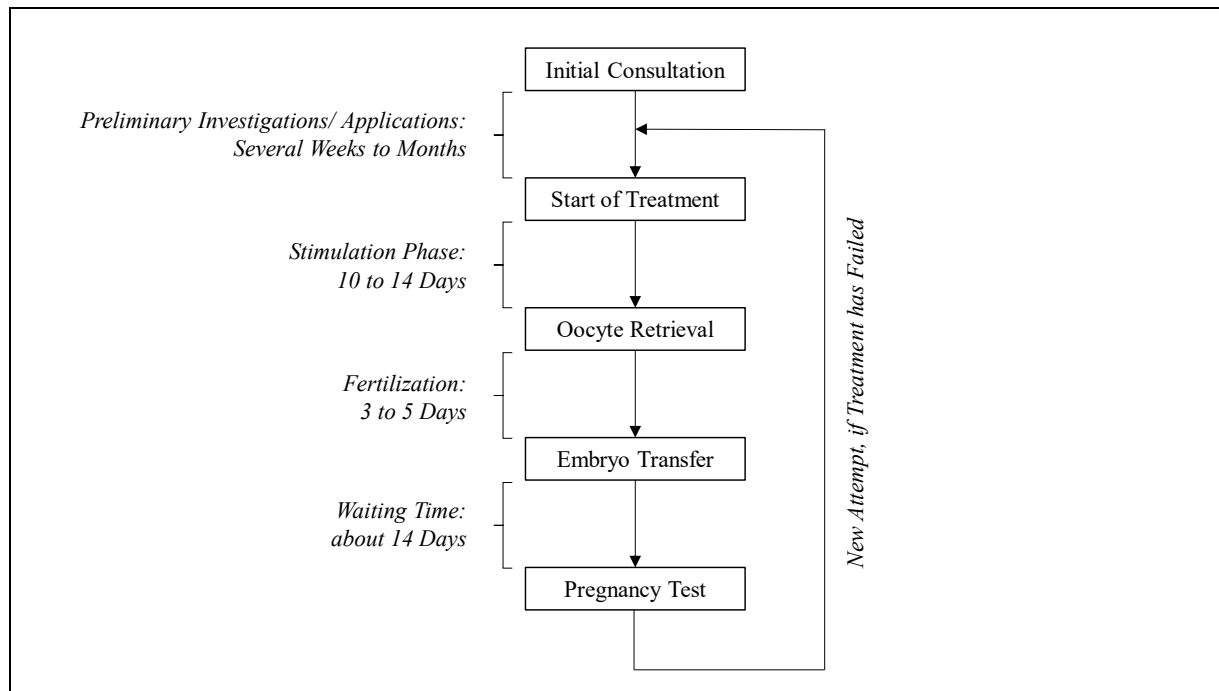 Initial Consultation
Preliminary Investigations/ Applications:
Several Weeks to Months
Start of Treatment
Stimulation Phase:
10 to 14 Days
Oocyte Retrieval
Fertilization:
3 to 5 Days
Embryo Transfer
Waiting Time:
about 14 Days
Pregnancy Test
New Attempt, if Treatment has Failed